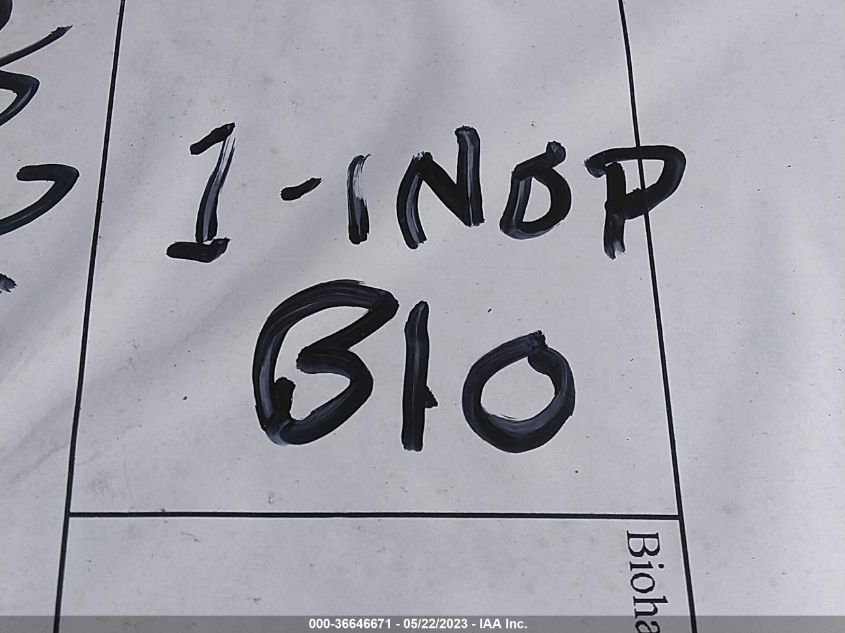 1-INOP
BIO
Bioha
000-36646671 - 05/22/2023 - IAA Inc.